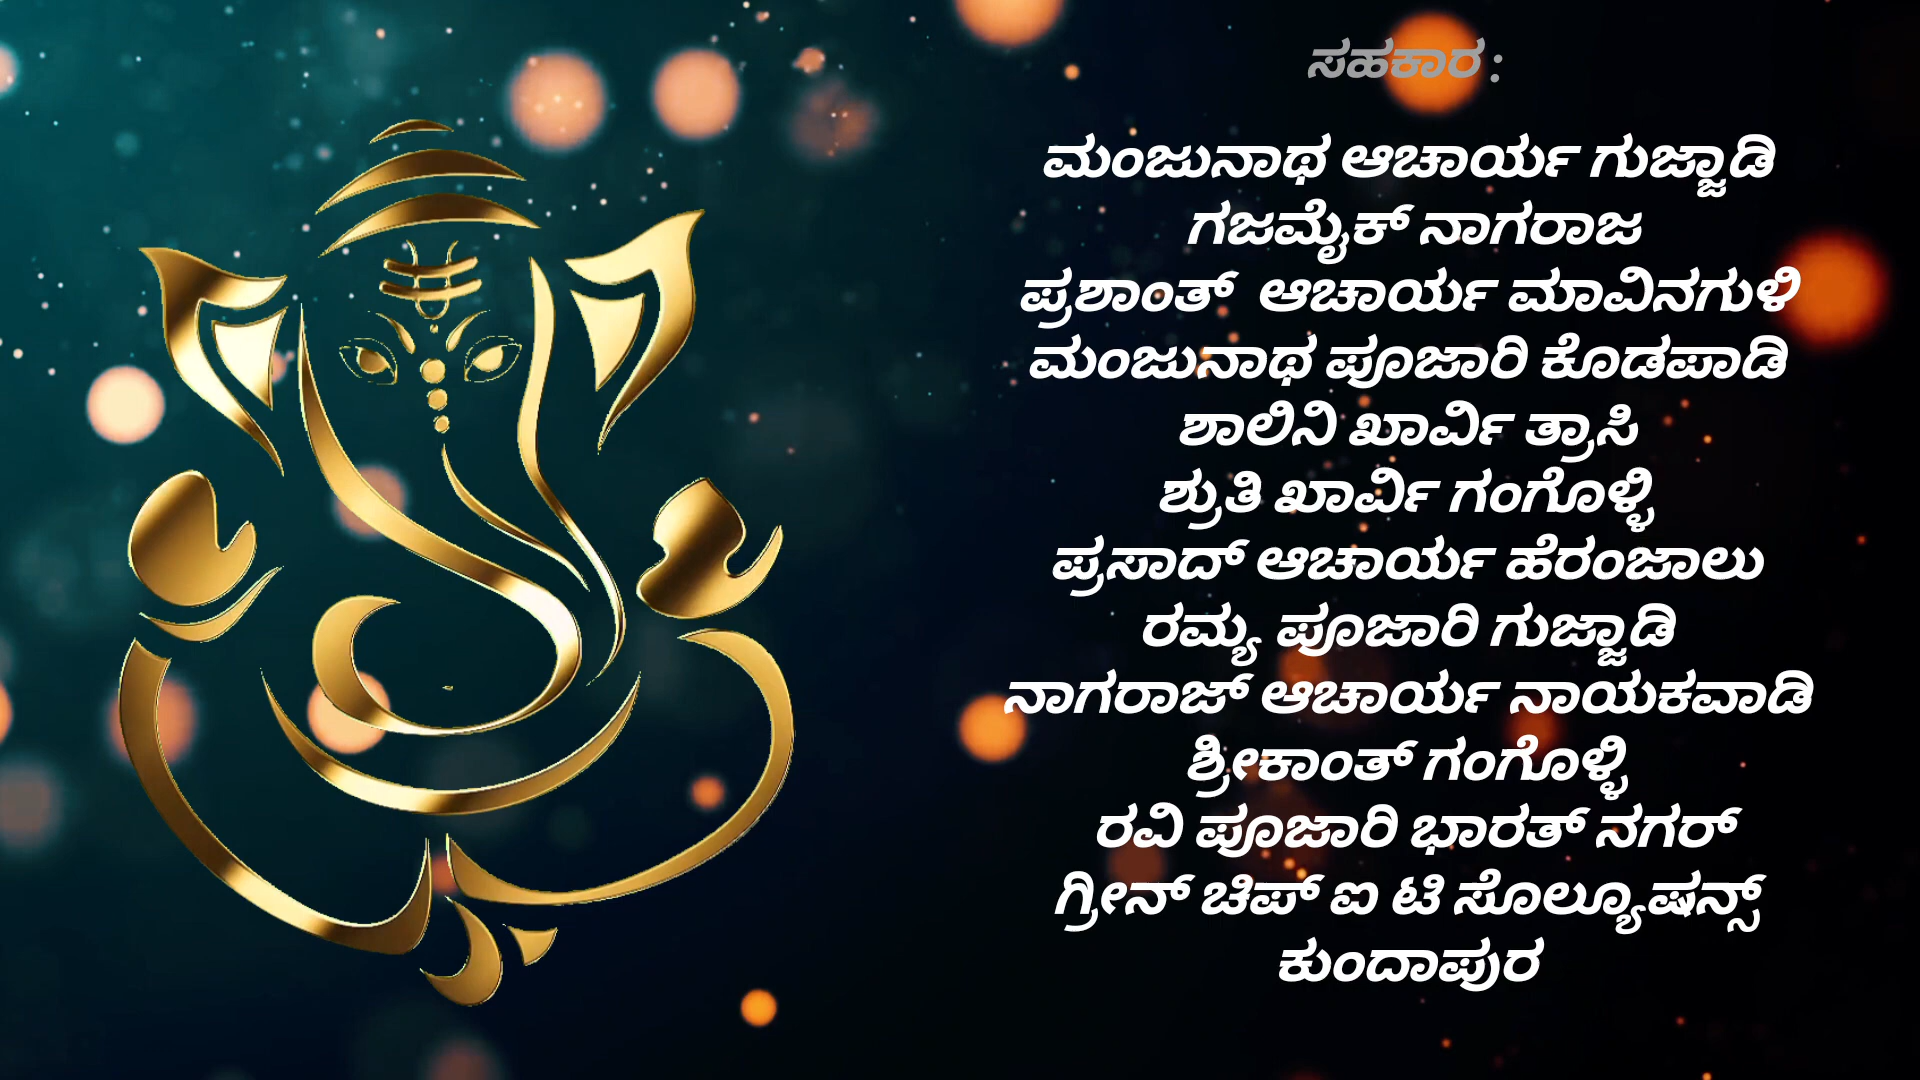 ಸಹಕಾರ :
ಮಂಜುನಾಥ ಆಚಾರ್ಯ ಗುಜ್ಜಾಡಿ
ಗಜಮೈಕ್ ನಾಗರಾಜ
ಪ್ರಶಾಂತ್ ಆಚಾರ್ಯ ಮಾವಿನಗುಳಿ
ಮಂಜುನಾಥ ಪೂಜಾರಿ ಕೊಡಪಾಡಿ
ಶಾಲಿನಿ ಖಾರ್ವಿ ತ್ರಾಸಿ
ಶ್ರುತಿ ಖಾರ್ವಿ ಗಂಗೊಳ್ಳಿ
ಪ್ರಸಾದ್ ಆಚಾರ್ಯ ಹೆರಂಜಾಲು
ರಮ್ಯ ಪೂಜಾರಿ ಗುಜ್ಜಾಡಿ
ನಾಗರಾಜ್ ಆಚಾರ್ಯ ನಾಯಕವಾಡಿ
ಶ್ರೀಕಾಂತ್ ಗಂಗೊಳ್ಳಿ
ರವಿ ಪೂಜಾರಿ ಭಾರತ್ ನಗರ್
ಗ್ರೀನ್ ಚಿಪ್ ಐ ಟಿ ಸೊಲ್ಯೂಷನ್ಸ್
ಕುಂದಾಪುರ